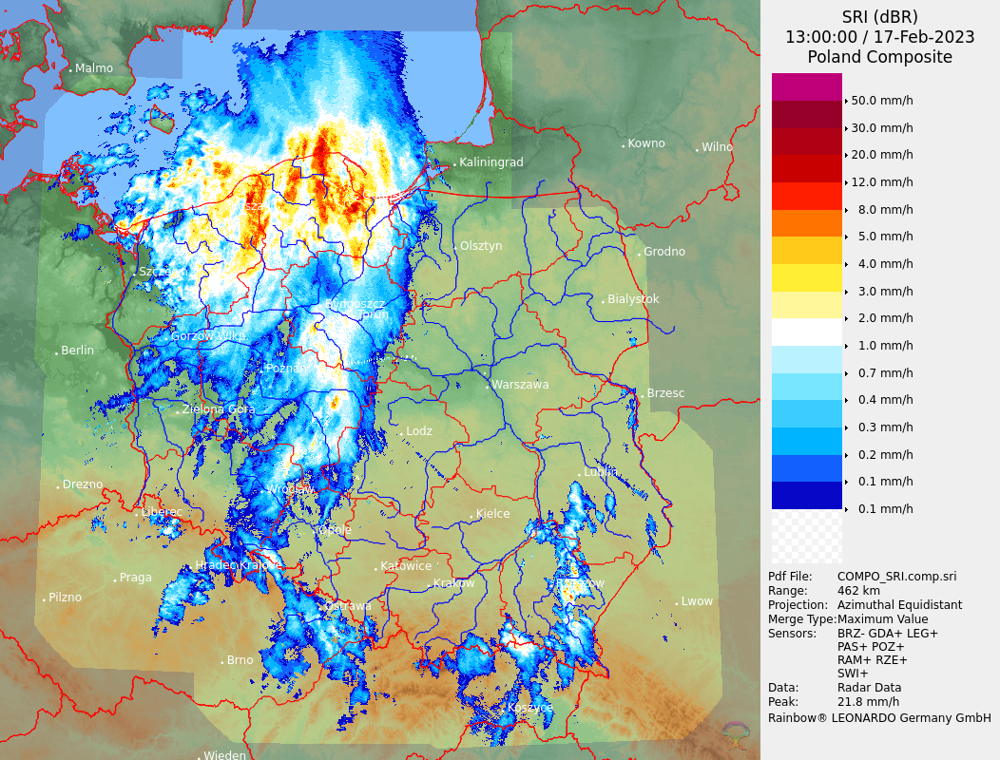 SRI (dBR)
13:00:00 / 17-Feb-2023
Poland Composite
50.0 mm/h
30.0 mm/h
20.0 mm/h
12.0 mm/h
8.0 mm/h
5.0 mm/h
4.0 mm/h
3.0 mm/h
2.0 mm/h
1.0 mm/h
0.7 mm/h
0.4 mm/h
0.3 mm/h
0.2 mm/h
0.1 mm/h
0.1 mm/h
Pdf File: COMPO_SRI.comp.sri
Range: 462 km
Projection: Azimuthal Equidistant
Merge Type:Maximum Value
Sensors: BRZ- GDA+ LEG+
PAS+ POZ+
RAM+ RZE+
SWI+
Data: Radar Data
Peak: 21.8 mm/h
Rainbow® LEONARDO Germany GmbH
Malmo
Kowno
Wilno
Kaliningrad
Olsztyn
Grodno
Bialystok
Bydgoszcz
Torun
Gorzow Wlkp.
Berlin
Poznan
Warszawa
Brzesc
Zielona Gora
Lodz
Lublin
Drezno
Wroclaw
Liberec
Kielce
Opole
Hradec Kralove
Katowice
Praga
Krakow
Rzeszow
Pilzno
Ostrawa
Lwow
Brno
Koszyce
Wieden